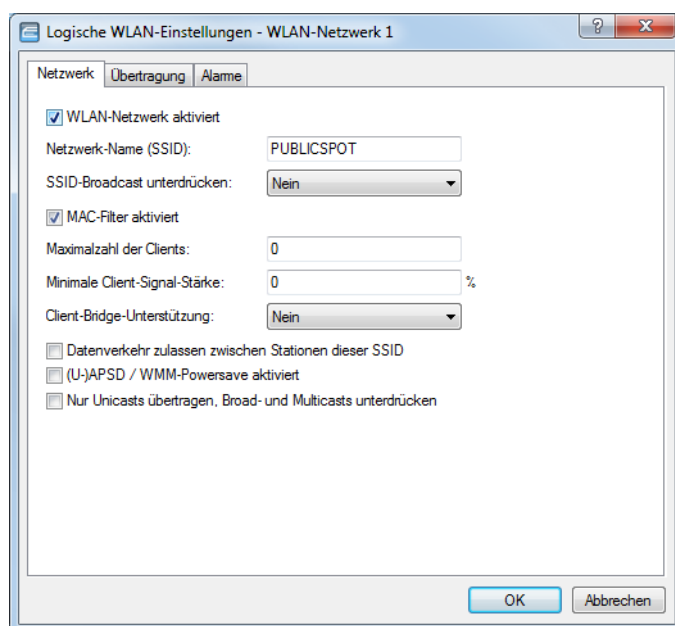 Logische WLAN-Einstellungen - WLAN-Netzwerk 1
Netzwerk Übertragung Alarme
WLAN-Netzwerk aktiviert
Netzwerk-Name (SSID): PUBLICSPOT
SSID-Broadcast unterdrücken: Nein
MAC-Filter aktiviert
Maximalzahl der Clients: 0
Minimale Client-Signal-Stärke: 0 %
Client-Bridge-Unterstützung: Nein
Datenverkehr zulassen zwischen Stationen dieser SSID
(U-)APSD / WMM-Powersave aktiviert
Nur Unicasts übertragen, Broad- und Multicasts unterdrücken
OK Abbrechen